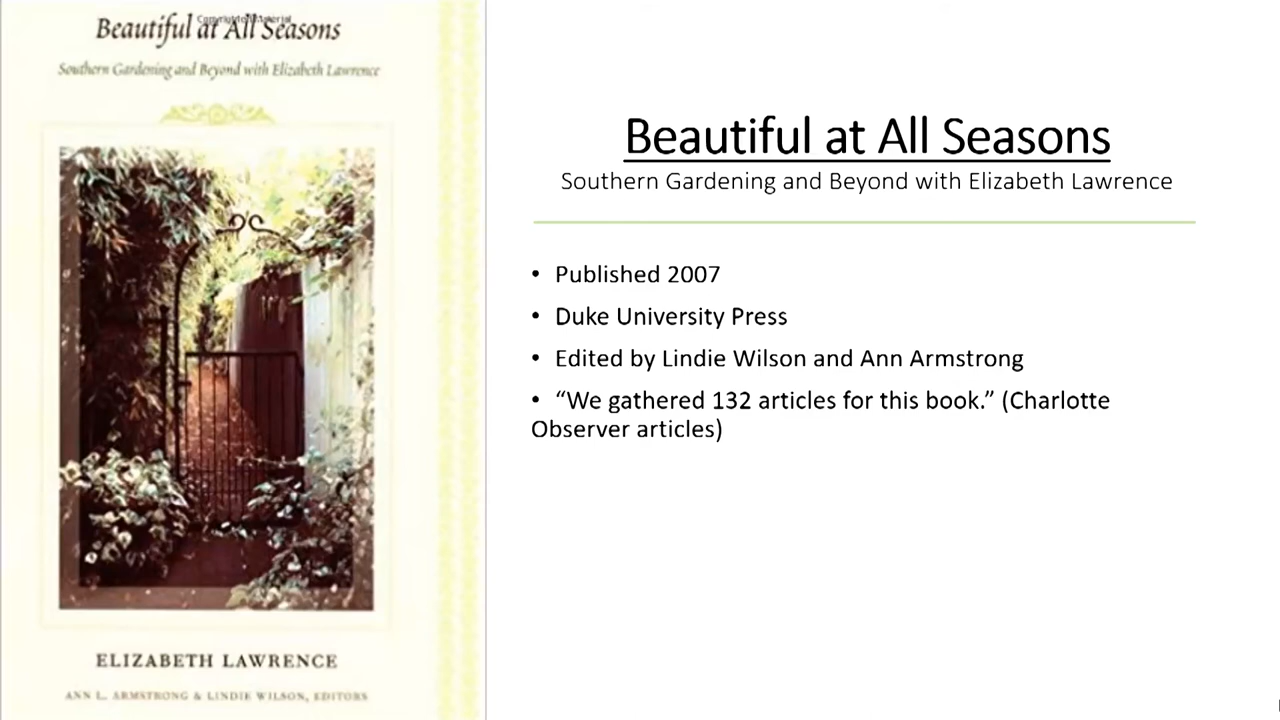 Copyrighted Material
Beautiful at All Seasons
Southern Gardening and Beyond with Elizabeth Lawrence
ELIZABETH LAWRENCE
ANN L. ARMSTRONG & LINDIE WILSON, EDITORS
Beautiful at All Seasons
Southern Gardening and Beyond with Elizabeth Lawrence
• Published 2007
• Duke University Press
• Edited by Lindie Wilson and Ann Armstrong
• “We gathered 132 articles for this book.” (Charlotte
Observer articles)